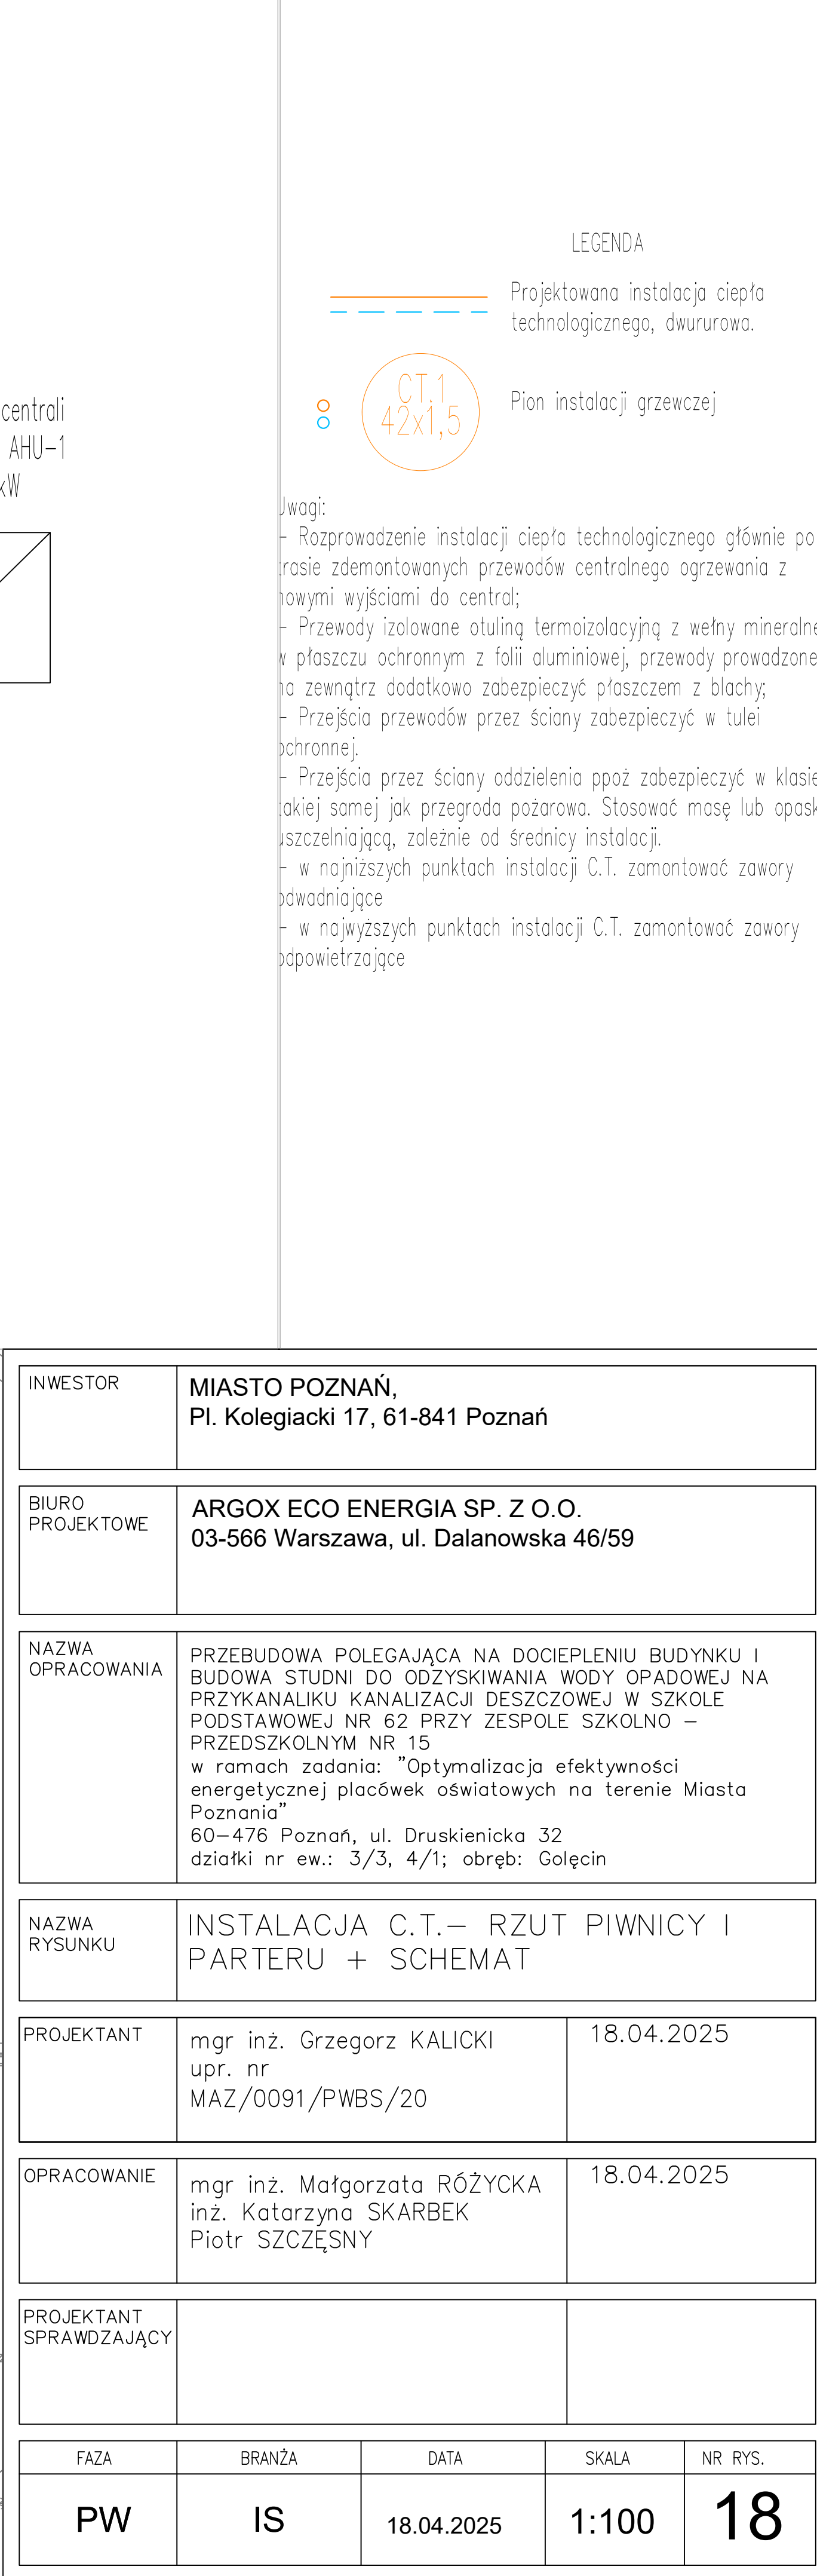 centrali
AHU-1
kW
LEGENDA
Projektowana instalacja ciepła
technologicznego, dwururowa.
CT.1
42x1,5
Pion instalacji grzewczej
Uwagi:
- Rozprowadzenie instalacji ciepła technologicznego głównie po
trasie zdemontowanych przewodów centralnego ogrzewania z
nowymi wyjściami do central;
- Przewody izolowane otuliną termoizolacyjną z wełny mineralne
w płaszczu ochronnym z folii aluminiowej, przewody prowadzone
na zewnątrz dodatkowo zabezpieczyć płaszczem z blachy;
- Przejścia przewodów przez ściany zabezpieczyć w tulei
ochronnej.
- Przejścia przez ściany oddzielenia ppoż zabezpieczyć w klasie
takiej samej jak przegroda pożarowa. Stosować masę lub opask
uszczelniającą, zależnie od średnicy instalacji.
- w najniższych punktach instalacji C.T. zamontować zawory
odwadniające
- w najwyższych punktach instalacji C.T. zamontować zawory
odpowietrzające
INWESTOR
MIASTO POZNAŃ,
Pl. Kolegiacki 17, 61-841 Poznań
BIURO
PROJEKTOWE
ARGOX ECO ENERGIA SP. Z O.O.
03-566 Warszawa, ul. Dalanowska 46/59
NAZWA
OPRACOWANIA
PRZEBUDOWA POLEGAJĄCA NA DOCIEPLENIU BUDYNKU I
BUDOWA STUDNI DO ODZYSKIWANIA WODY OPADOWEJ NA
PRZYKANALIKU KANALIZACJI DESZCZOWEJ W SZKOLE
PODSTAWOWEJ NR 62 PRZY ZESPOLE SZKOLNO –
PRZEDSZKOLNYM NR 15
w ramach zadania: "Optymalizacja efektywności
energetycznej placówek oświatowych na terenie Miasta
Poznania"
60-476 Poznań, ul. Druskienicka 32
działki nr ew.: 3/3, 4/1; obręb: Golęcin
NAZWA
RYSUNKU
INSTALACJA C.T.– RZUT PIWNICY I
PARTERU + SCHEMAT
PROJEKTANT
mgr inż. Grzegorz KALICKI
upr. nr
MAZ/0091/PWBS/20
18.04.2025
OPRACOWANIE
mgr inż. Małgorzata RÓŻYCKA
inż. Katarzyna SKARBEK
Piotr SZCZĘSNY
18.04.2025
PROJEKTANT
SPRAWDZAJĄCY
FAZA BRANŻA DATA SKALA NR RYS.
PW IS 18.04.2025 1:100 18